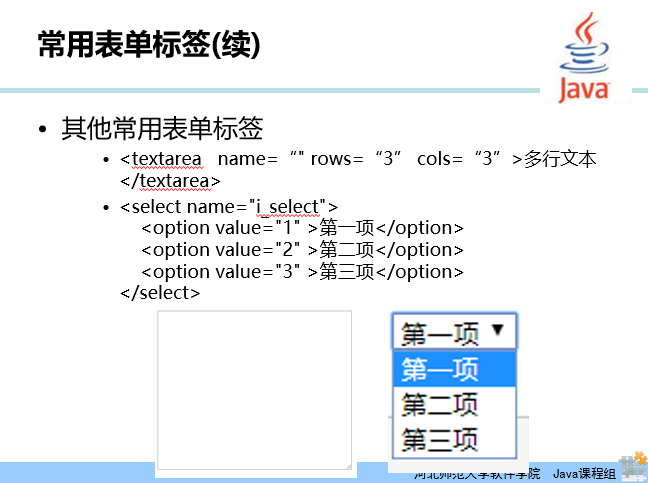 常用表单标签(续)
Java
• 其他常用表单标签
• <textarea name= “" rows= “3” cols= “3” >多行文本
</textarea>
• <select name="i_select">
<option value="1" >第一项</option>
<option value="2" >第二项</option>
<option value="3" >第三项</option>
</select>
第一项
第一项
第二项
第三项
河北师范大学软件学院 Java课程组